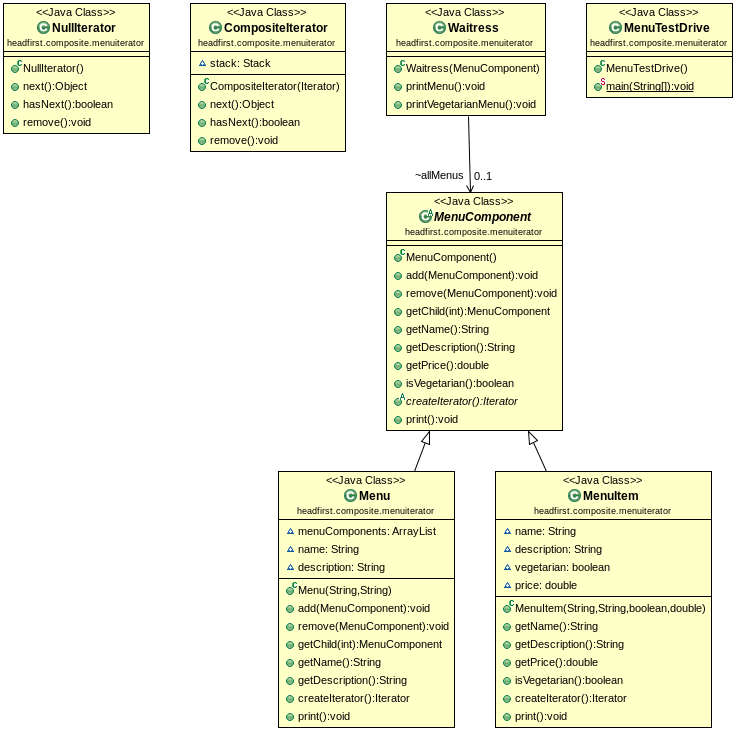 <<Java Class>>
NullIterator
headfirst.composite.menuiterator
NullIterator()
next():Object
hasNext():boolean
remove():void
<<Java Class>>
CompositeIterator
headfirst.composite.menuiterator
stack: Stack
CompositeIterator(Iterator)
next():Object
hasNext():boolean
remove():void
<<Java Class>>
Waitress
headfirst.composite.menuiterator
Waitress(MenuComponent)
printMenu():void
printVegetarianMenu():void
<<Java Class>>
MenuTestDrive
headfirst.composite.menuiterator
MenuTestDrive()
main(String[]):void
~allMenus 0..1
<<Java Class>>
MenuComponent
headfirst.composite.menuiterator
MenuComponent()
add(MenuComponent):void
remove(MenuComponent):void
getChild(int):MenuComponent
getName():String
getDescription():String
getPrice():double
isVegetarian():boolean
createIterator():Iterator
print():void
<<Java Class>>
Menu
headfirst.composite.menuiterator
menuComponents: ArrayList
name: String
description: String
Menu(String,String)
add(MenuComponent):void
remove(MenuComponent):void
getChild(int):MenuComponent
getName():String
getDescription():String
createIterator():Iterator
print():void
<<Java Class>>
MenuItem
headfirst.composite.menuiterator
name: String
description: String
vegetarian: boolean
price: double
MenuItem(String,String,boolean,double)
getName():String
getDescription():String
getPrice():double
isVegetarian():boolean
createIterator():Iterator
print():void